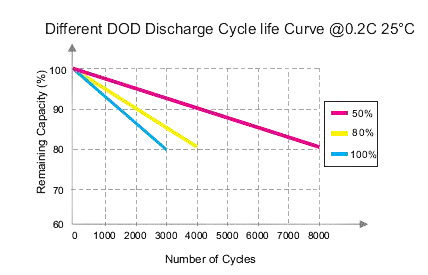 Different DOD Discharge Cycle life Curve @0.2C 25°C
Remaining Capacity (%)
100
90
80
70
60
0 1000 2000 3000 4000 5000 6000 7000 8000
Number of Cycles
50%
80%
100%